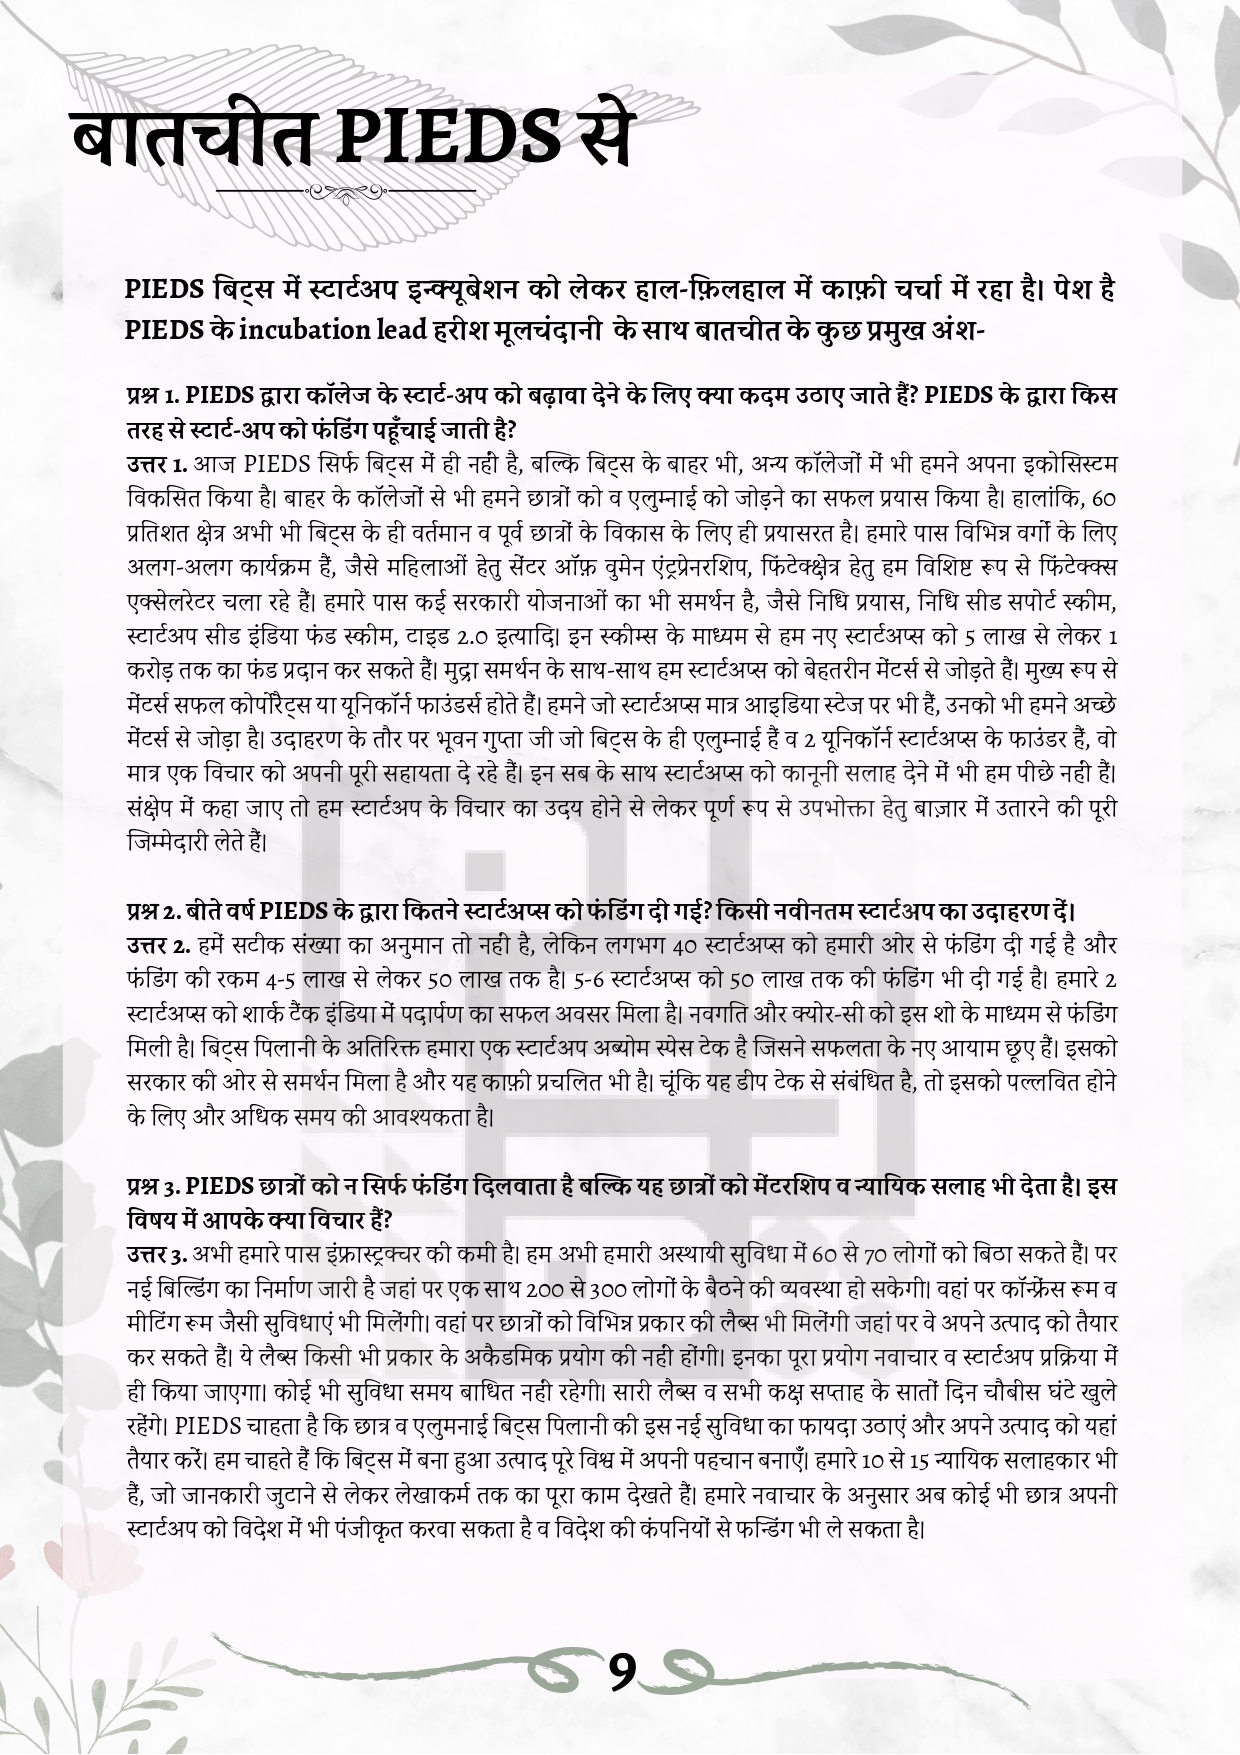 बातचीत PIEDS से
PIEDS बिट्स में स्टार्टअप इन्क्यूबेशन को लेकर हाल-फ़िलहाल में काफ़ी चर्चा में रहा है। पेश है
PIEDS के incubation lead हरीश मूलचंदानी के साथ बातचीत के कुछ प्रमुख अंश-
प्रश्न 1. PIEDS द्वारा कॉलेज के स्टार्ट-अप को बढ़ावा देने के लिए क्या कदम उठाए जाते हैं? PIEDS के द्वारा किस
तरह से स्टार्ट-अप को फंडिंग पहूँचाई जाती है?
उत्तर 1. आज PIEDS सिर्फ बिट्स में ही नहीं है, बल्कि बिट्स के बाहर भी, अन्य कॉलेजों में भी हमने अपना इकोसिस्टम
विकसित किया है। बाहर के कॉलेजों से भी हमने छात्रों को व एलुम्नाई को जोड़ने का सफल प्रयास किया है। हालांकि, 60
प्रतिशत क्षेत्र अभी भी बिट्स के ही वर्तमान व पूर्व छात्रों के विकास के लिए ही प्रयासरत है। हमारे पास विभिन्न वर्गों के लिए
अलग-अलग कार्यक्रम हैं, जैसे महिलाओं हेतु सेंटर ऑफ़ वुमेन एंट्रप्रेनरशिप, फिंटेक्क्षेत्र हेतु हम विशिष्ट रूप से फिंटेक्क्स
एक्सेलरेटर चला रहे हैं। हमारे पास कई सरकारी योजनाओं का भी समर्थन है, जैसे निधि प्रयास, निधि सीड सपोर्ट स्कीम,
स्टार्टअप सीड इंडिया फंड स्कीम, टाइड 2.0 इत्यादि। इन स्कीम्स के माध्यम से हम नए स्टार्टअप्स को 5 लाख से लेकर 1
करोड़ तक का फंड प्रदान कर सकते हैं। मुद्रा समर्थन के साथ-साथ हम स्टार्टअप्स को बेहतरीन मेंटर्स से जोड़ते हैं। मुख्य रूप से
मेंटर्स सफल कोर्पोरेट्स या यूनिकॉर्न फाउंडर्स होते हैं। हमने जो स्टार्टअप्स मात्र आइडिया स्टेज पर भी हैं, उनको भी हमने अच्छे
मेंटर्स से जोड़ा है। उदाहरण के तौर पर भूवन गुप्ता जी जो बिट्स के ही एलुम्नाई हैं व 2 यूनिकॉर्न स्टार्टअप्स के फाउंडर हैं, वो
मात्र एक विचार को अपनी पूरी सहायता दे रहे हैं। इन सब के साथ स्टार्टअप्स को कानूनी सलाह देने में भी हम पीछे नहीं हैं।
संक्षेप में कहा जाए तो हम स्टार्टअप के विचार का उदय होने से लेकर पूर्ण रूप से उपभोक्ता हेतु बाज़ार में उतारने की पूरी
जिम्मेदारी लेते हैं।
प्रश्न 2. बीते वर्ष PIEDS के द्वारा कितने स्टार्टअप्स को फंडिंग दी गई? किसी नवीनतम स्टार्टअप का उदाहरण दें।
उत्तर 2. हमें सटीक संख्या का अनुमान तो नहीं है, लेकिन लगभग 40 स्टार्टअप्स को हमारी ओर से फंडिंग दी गई है और
फंडिंग की रकम 4-5 लाख से लेकर 50 लाख तक है। 5-6 स्टार्टअप्स को 50 लाख तक की फंडिंग भी दी गई है। हमारे 2
स्टार्टअप्स को शार्क टैंक इंडिया में पदार्पण का सफल अवसर मिला है। नवगति और क्योर-सी को इस शो के माध्यम से फंडिंग
मिली है। बिट्स पिलानी के अतिरिक्त हमारा एक स्टार्टअप अब्योम स्पेस टेक है जिसने सफलता के नए आयाम छूए हैं। इसको
सरकार की ओर से समर्थन मिला है और यह काफ़ी प्रचलित भी है। चूंकि यह डीप टेक से संबंधित है, तो इसको पल्लवित होने
के लिए और अधिक समय की आवश्यकता है।
प्रश्न 3. PIEDS छात्रों को न सिर्फ फंडिंग दिलवाता है बल्कि यह छात्रों को मेंटरशिप व न्यायिक सलाह भी देता है। इस
विषय में आपके क्या विचार हैं?
उत्तर 3. अभी हमारे पास इंफ्रास्ट्रक्चर की कमी है। हम अभी हमारी अस्थायी सुविधा में 60 से 70 लोगों को बिठा सकते हैं। पर
नई बिल्डिंग का निर्माण जारी है जहां पर एक साथ 200 से 300 लोगों के बैठने की व्यवस्था हो सकेगी। वहां पर कॉन्फ्रेंस रूम व
मीटिंग रूम जैसी सुविधाएं भी मिलेंगी। वहां पर छात्रों को विभिन्न प्रकार की लैब्स भी मिलेंगी जहां पर वे अपने उत्पाद को तैयार
कर सकते हैं। ये लैब्स किसी भी प्रकार के अकैडमिक प्रयोग की नहीं होंगी। इनका पूरा प्रयोग नवाचार व स्टार्टअप प्रक्रिया में
ही किया जाएगा। कोई भी सुविधा समय बाधित नहीं रहेगी। सारी लैब्स व सभी कक्ष सप्ताह के सातों दिन चौबीस घंटे खुले
रहेंगे। PIEDS चाहता है कि छात्र व एलुमनाई बिट्स पिलानी की इस नई सुविधा का फायदा उठाएं और अपने उत्पाद को यहां
तैयार करें। हम चाहते हैं कि बिट्स में बना हुआ उत्पाद पूरे विश्व में अपनी पहचान बनाएँ। हमारे 10 से 15 न्यायिक सलाहकार भी
हैं, जो जानकारी जुटाने से लेकर लेखाकर्म तक का पूरा काम देखते हैं। हमारे नवाचार के अनुसार अब कोई भी छात्र अपनी
स्टार्टअप को विदेश में भी पंजीकृत करवा सकता है व विदेश की कंपनियों से फन्डिंग भी ले सकता है।
9